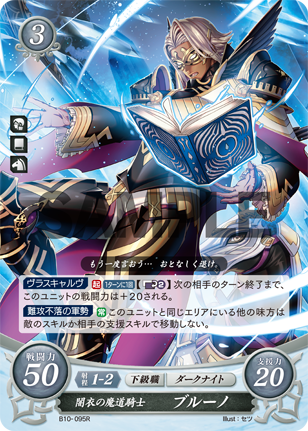 3
SAMPLE
もう一度言おう… おとなしく逝け。
ヴラスキャルヴ 起 1ターンに1回 [2] 次の相手のターン終了まで、
このユニットの戦闘力は+20される。
難攻不落の軍勢 常 このユニットと同じエリアにいる他の味方は
敵のスキルか相手の支援スキルで移動しない。
戦闘力 50
射程 1-2 下級職 ダークナイト
支援力 20
闇衣の魔道騎士 ブルーノ
B10-095R
Illust:セツ